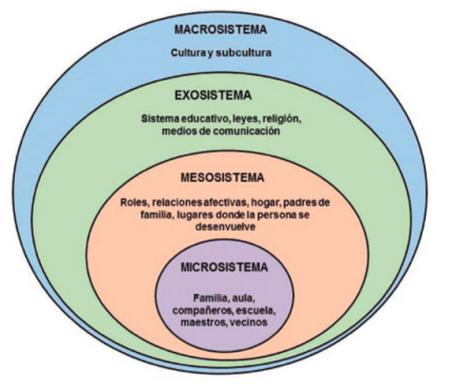 MACROSISTEMA
Cultura y subcultura
EXOSISTEMA
Sistema educativo, leyes, religión,
medios de comunicación
MESOSISTEMA
Roles, relaciones afectivas, hogar, padres de
familia, lugares donde la persona se
desenvuelve
MICROSISTEMA
Familia, aula,
compañeros, escuela,
maestros, vecinos